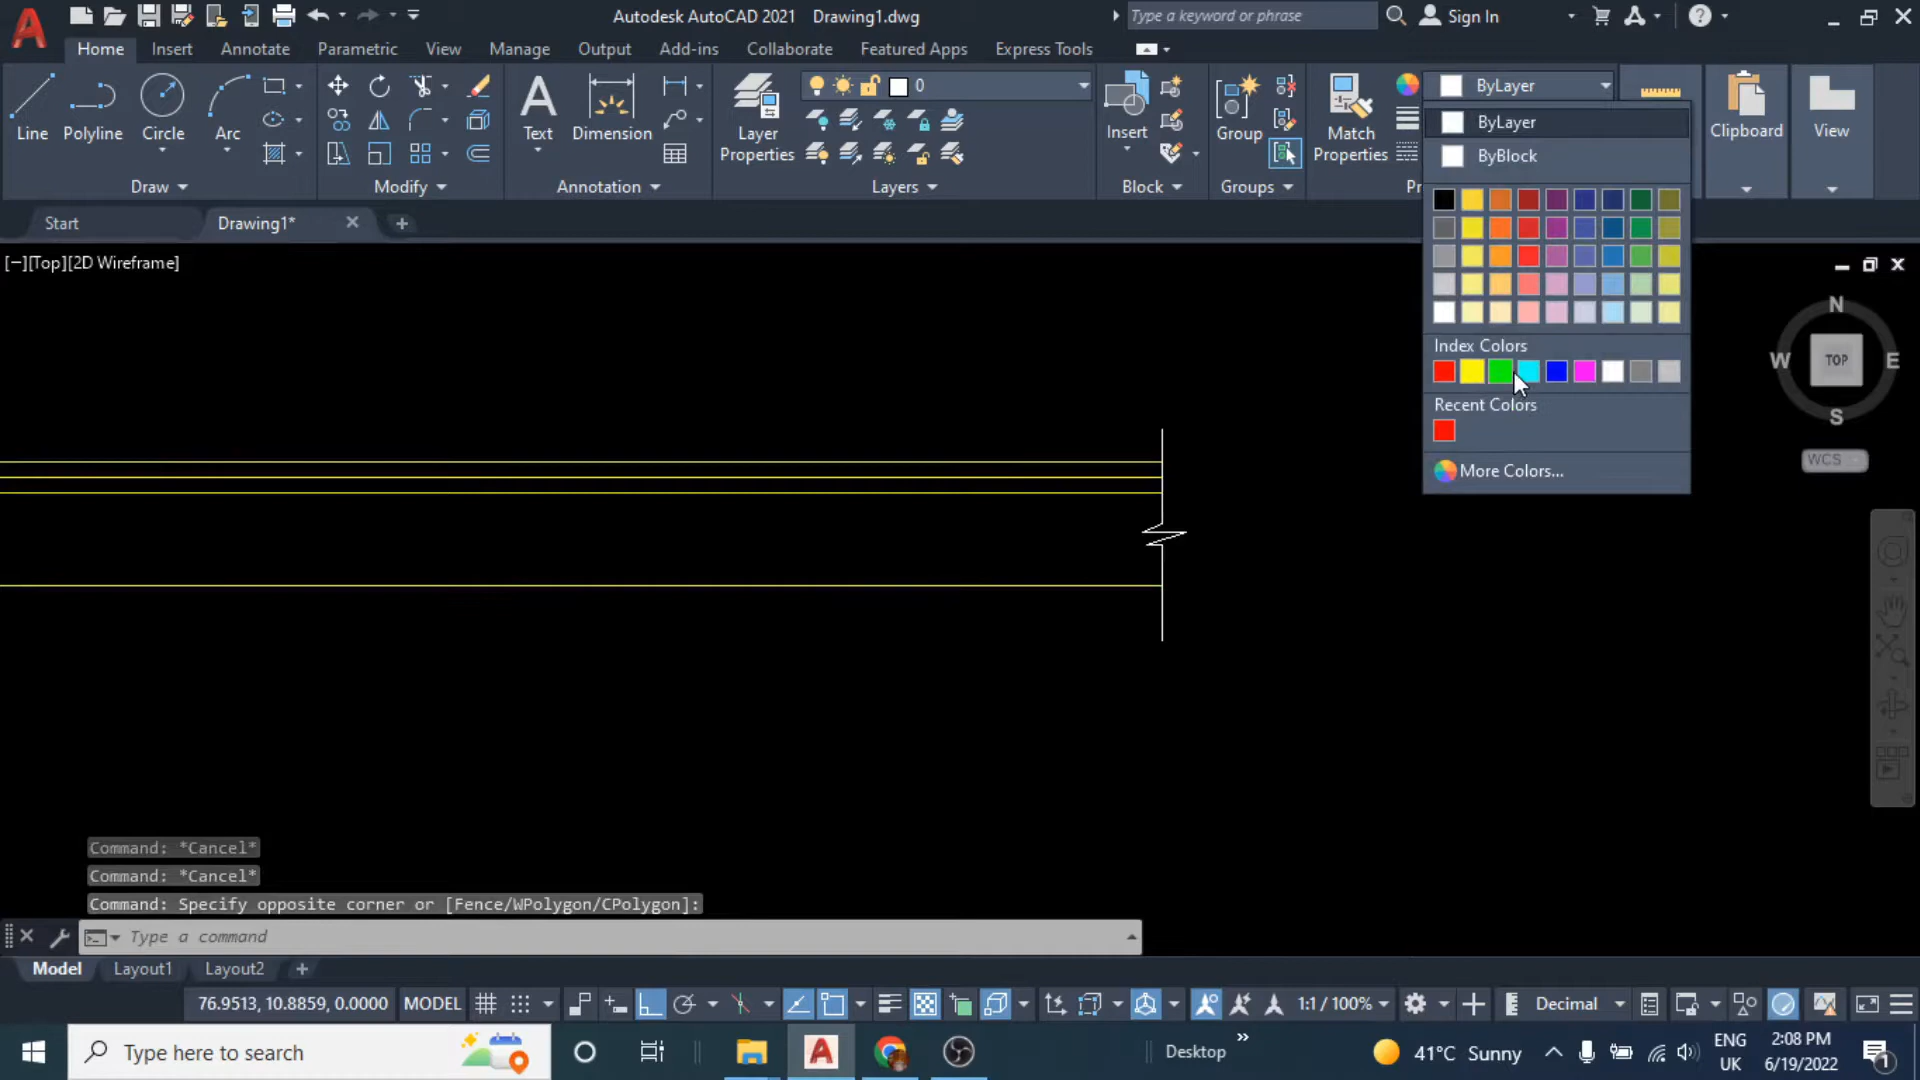 Autodesk AutoCAD 2021 Drawing1.dwg
Type a keyword or phrase
Sign In
Home Insert Annotate Parametric View Manage Output Add-ins Collaborate Featured Apps Express Tools
Line Polyline Circle Arc
Draw
Modify
Text Dimension
Annotation
Layer Properties
0
Layers
Insert
Block
Group
Groups
Match Properties
ByLayer
ByLayer
ByBlock
Index Colors
Recent Colors
More Colors...
Clipboard
View
Start Drawing1*
[−][Top][2D Wireframe]
N
W TOP E
S
WCS
Command: *Cancel*
Command: *Cancel*
Command: Specify opposite corner or [Fence/WPolygon/CPolygon]:
Type a command
Model Layout1 Layout2
76.9513, 10.8859, 0.0000 MODEL 1:1 / 100% Decimal
Type here to search
Desktop
41°C Sunny
ENG
UK
2:08 PM
6/19/2022
1